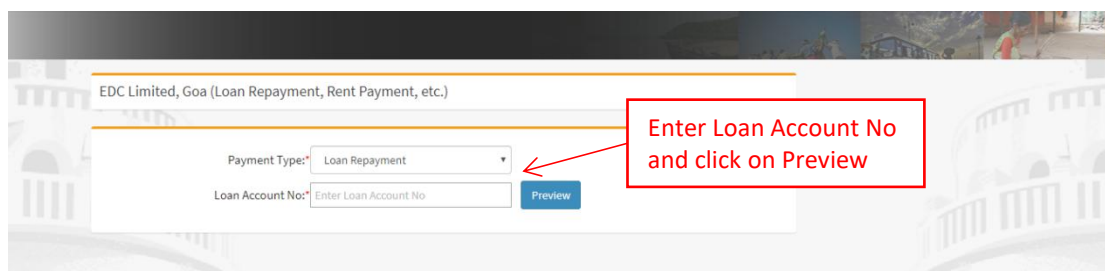 EDC Limited, Goa (Loan Repayment, Rent Payment, etc.)
Enter Loan Account No
and click on Preview
Payment Type:* Loan Repayment
Loan Account No:* Enter Loan Account No Preview